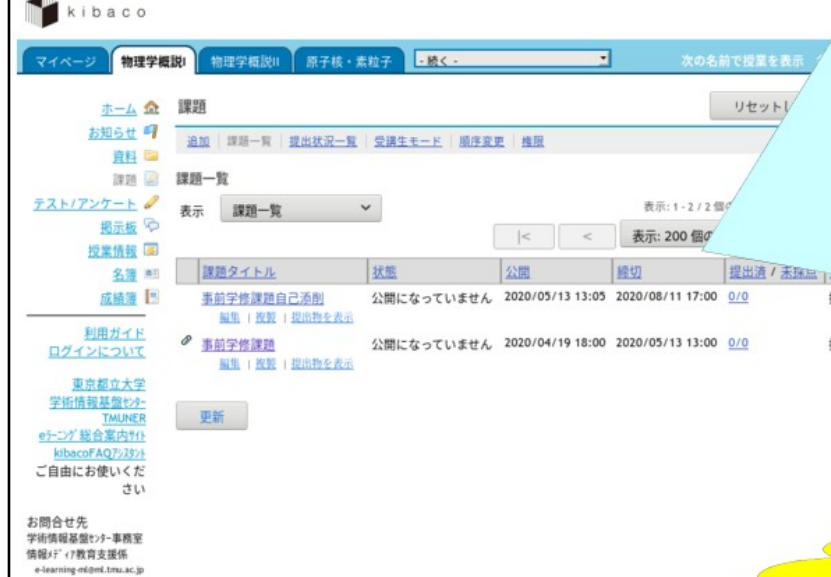 kibaco
マイページ 物理学概説I 物理学概説II 原子核・素粒子 - 続く - 次の名前で授業を表示
ホーム
お知らせ
資料
課題
テスト/アンケート
掲示板
授業情報
名簿
成績簿
利用ガイド
ログインについて
東京都立大学
学術情報基盤センター
TMUNER
eラーニング総合案内サイト
kibacoFAQアシスタント
ご自由にお使いくだ
さい
お問合せ先
学術情報基盤センター事務室
情報メディア教育支援係
e-learning-ml@ml.tmu.ac.jp
課題 リセット
追加 | 課題一覧 | 提出状況一覧 | 受講生モード | 順序変更 | 権限
課題一覧
表示 課題一覧 表示: 1 - 2 / 2 個
|< < 表示: 200 個
課題タイトル 状態 公開 締切 提出済 / 未採点
事前学修課題自己添削 公開になっていません 2020/05/13 13:05 2020/08/11 17:00 0/0
編集 | 複製 | 提出物を表示
事前学修課題 公開になっていません 2020/04/19 18:00 2020/05/13 13:00 0/0
編集 | 複製 | 提出物を表示
更新